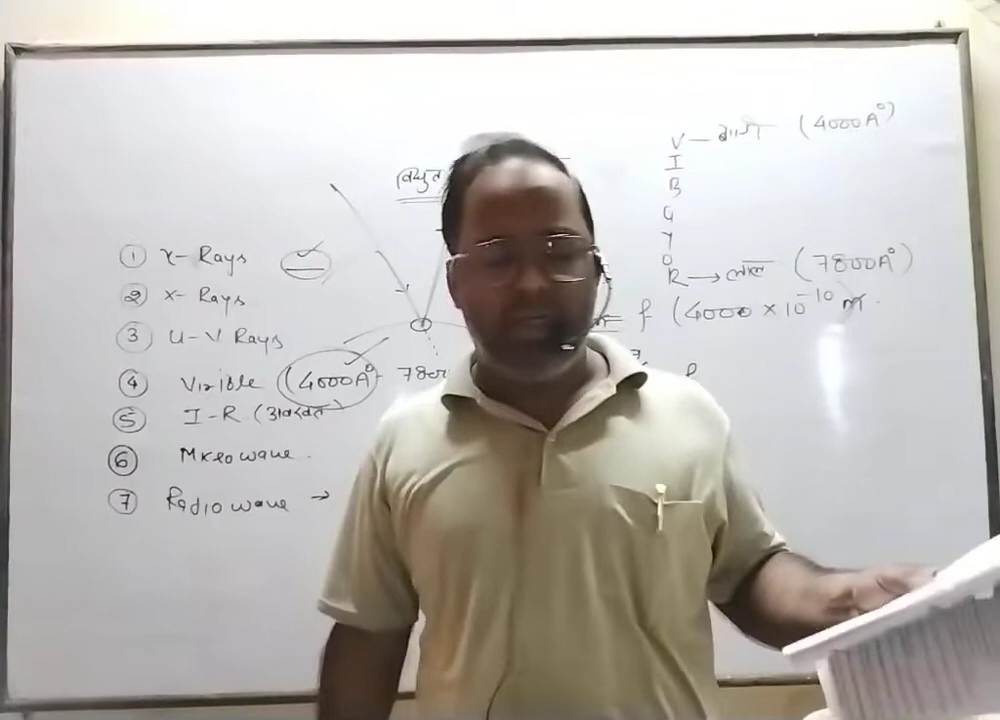 विद्युत
① γ- Rays
② X- Rays
③ U-V Rays
④ Visible (4000A° - 780
⑤ I-R (अवरक्त)
⑥ Microwave.
⑦ Radiowave →
V - बैगनी (4000A°)
I
B
G
Y
O
R → लाल (7800A°)
= f (4000 × 10⁻¹⁰ m.